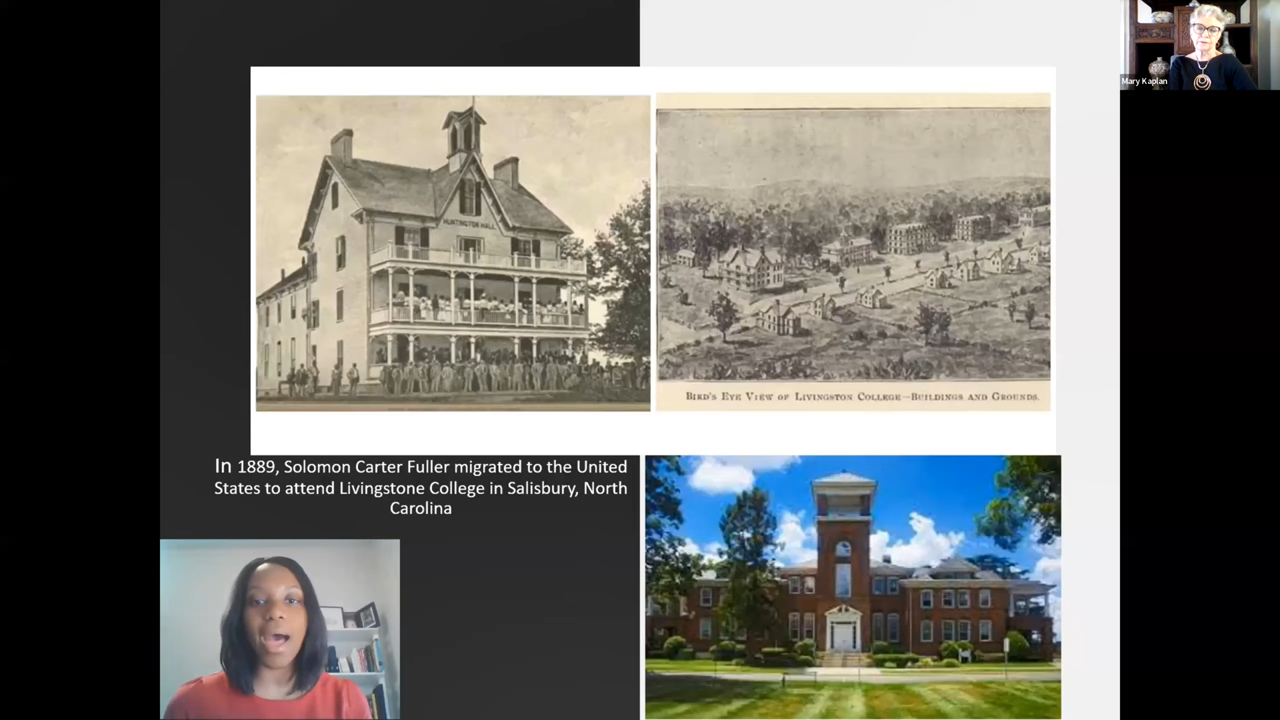 Mary Kaplan
HUNTINGTON HALL
BIRD'S EYE VIEW OF LIVINGSTON COLLEGE—BUILDINGS AND GROUNDS.
In 1889, Solomon Carter Fuller migrated to the United
States to attend Livingstone College in Salisbury, North
Carolina